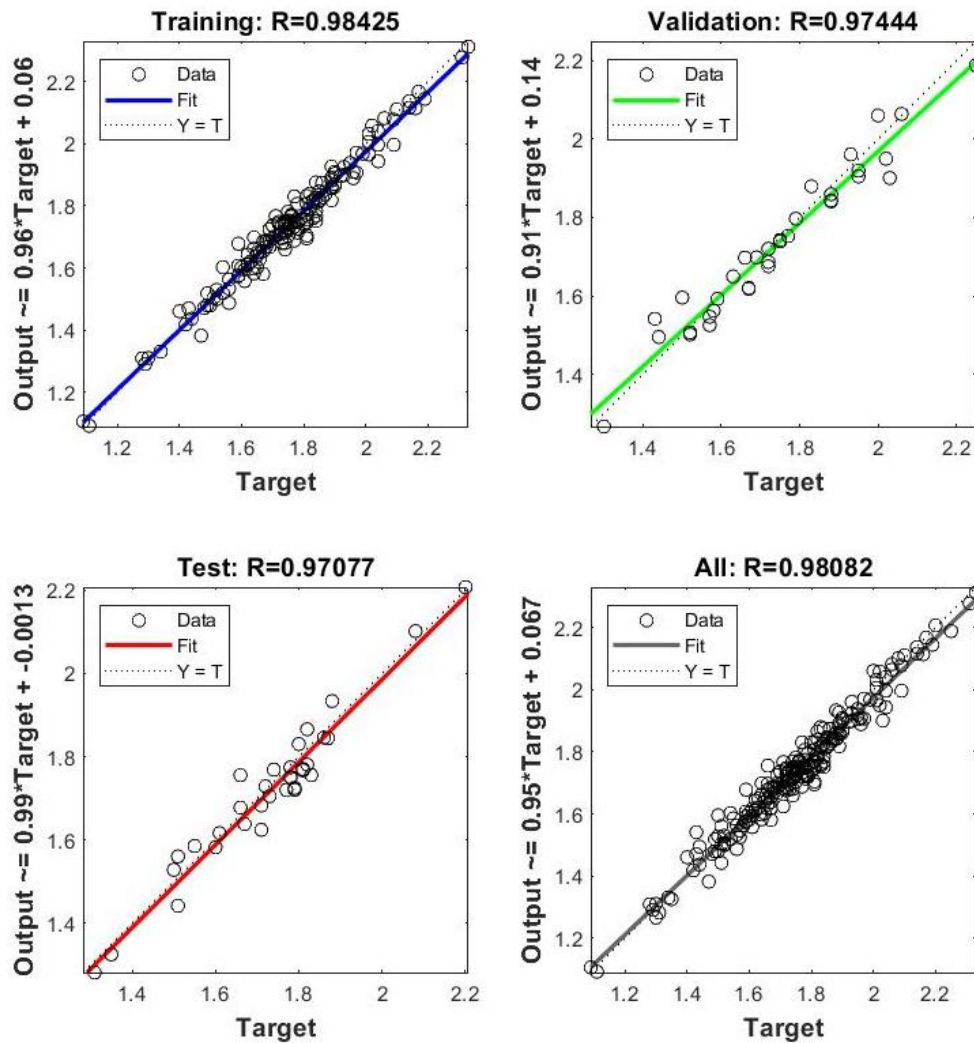 Training: R=0.98425
Output ~= 0.96*Target + 0.06
Data
Fit
Y = T
2.2
2
1.8
1.6
1.4
1.2
1.2
1.4
1.6
1.8
2
2.2
Target
Validation: R=0.97444
Output ~= 0.91*Target + 0.14
Data
Fit
Y = T
2.2
2
1.8
1.6
1.4
1.4
1.6
1.8
2
2.2
Target
Test: R=0.97077
Output ~= 0.99*Target + -0.0013
Data
Fit
Y = T
2.2
2
1.8
1.6
1.4
1.4
1.6
1.8
2
2.2
Target
All: R=0.98082
Output ~= 0.95*Target + 0.067
Data
Fit
Y = T
2.2
2
1.8
1.6
1.4
1.2
1.2
1.4
1.6
1.8
2
2.2
Target